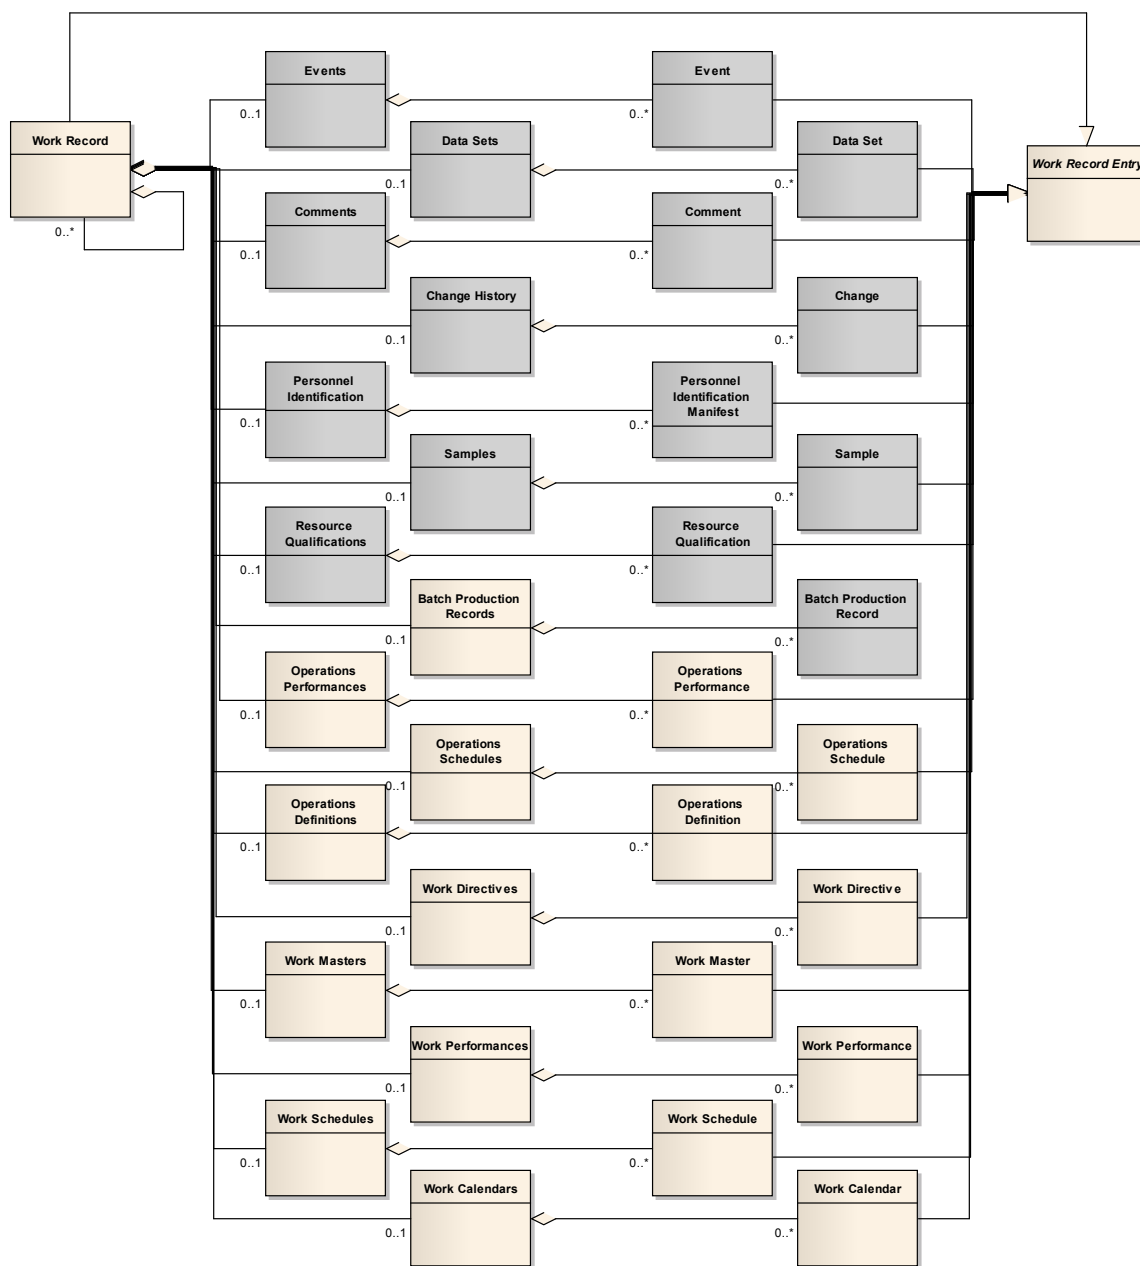 Events
Event
0..1
0..*
Work Record
Data Sets
Data Set
Work Record Entry
0..1
0..*
Comments
Comment
0..*
0..1
0..*
Change History
Change
0..1
0..*
Personnel
Identification
Personnel
Identification
Manifest
0..1
0..*
Samples
Sample
0..1
0..*
Resource
Qualifications
Resource
Qualification
0..1
0..*
Batch Production
Records
Batch Production
Record
0..1
0..*
Operations
Performances
Operations
Performance
0..1
0..*
Operations
Schedules
Operations
Schedule
0..1
0..*
Operations
Definitions
Operations
Definition
0..1
0..*
Work Directives
Work Directive
0..1
0..*
Work Masters
Work Master
0..1
0..*
Work Performances
Work Performance
0..1
0..*
Work Schedules
Work Schedule
0..1
0..*
Work Calendars
Work Calendar
0..1
0..*